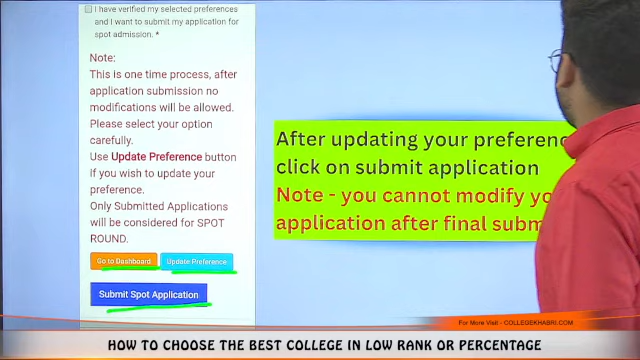 I have verified my selected preferences
and I want to submit my application for
spot admission. *
Note:
This is one time process, after
application submission no
modifications will be allowed.
Please select your option
carefully.
Use Update Preference button
If you wish to update your
preference.
Only Submitted Applications
will be considered for SPOT
ROUND.
Go to Dashboard Update Preference
Submit Spot Application
After updating your preferenc
click on submit application
Note - you cannot modify yo
application after final subm
For More Visit - COLLEGEKHABRI.COM
HOW TO CHOOSE THE BEST COLLEGE IN LOW RANK OR PERCENTAGE